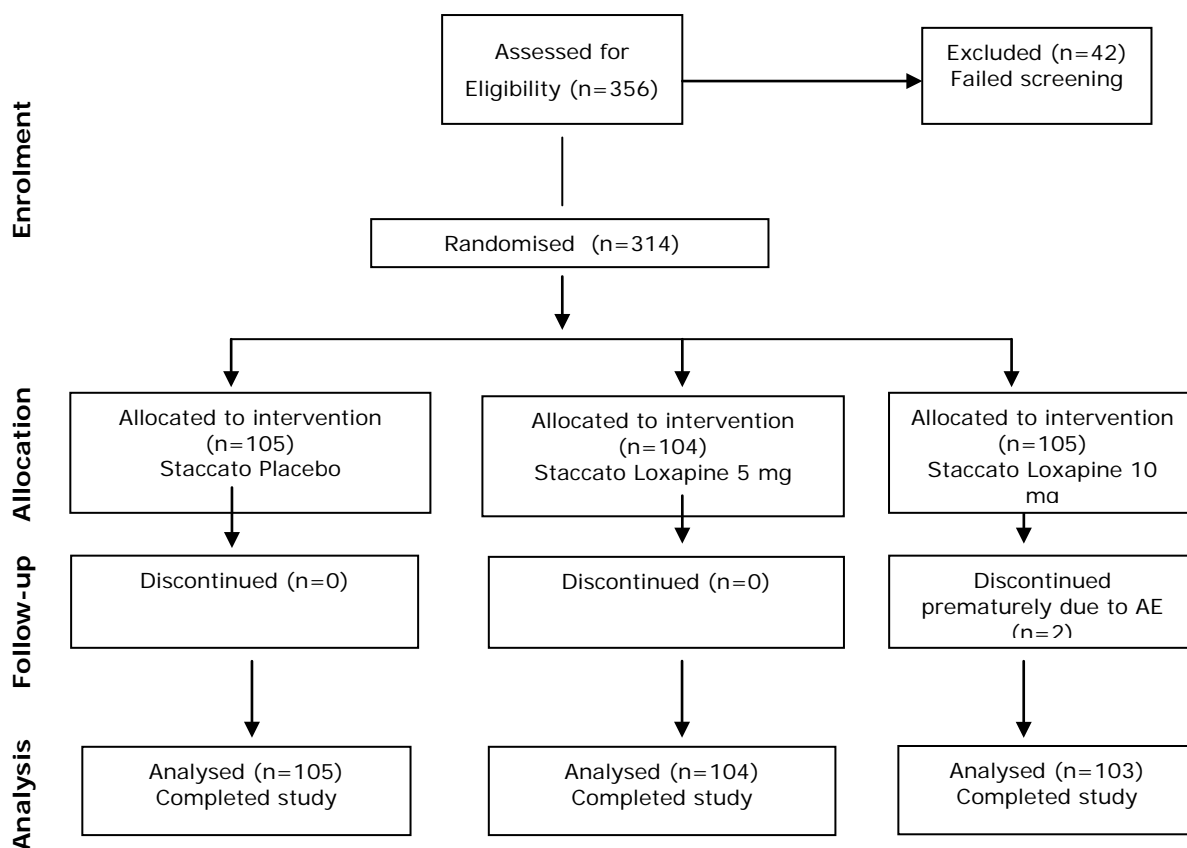 Enrolment
Assessed for
Eligibility (n=356)
Excluded (n=42)
Failed screening
Randomised (n=314)
Allocation
Allocated to intervention
(n=105)
Staccato Placebo
Allocated to intervention
(n=104)
Staccato Loxapine 5 mg
Allocated to intervention
(n=105)
Staccato Loxapine 10
mg
Follow-up
Discontinued (n=0)
Discontinued (n=0)
Discontinued
prematurely due to AE
(n=2)
Analysis
Analysed (n=105)
Completed study
Analysed (n=104)
Completed study
Analysed (n=103)
Completed study